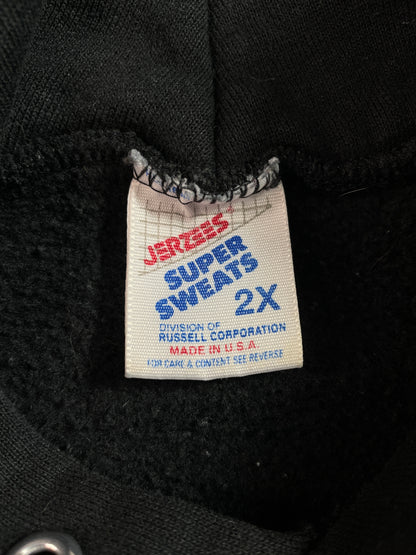 JERZEES
SUPER
SWEATS
2X
DIVISION OF
RUSSELL CORPORATION
MADE IN U.S.A.
FOR CARE & CONTENT SEE REVERSE